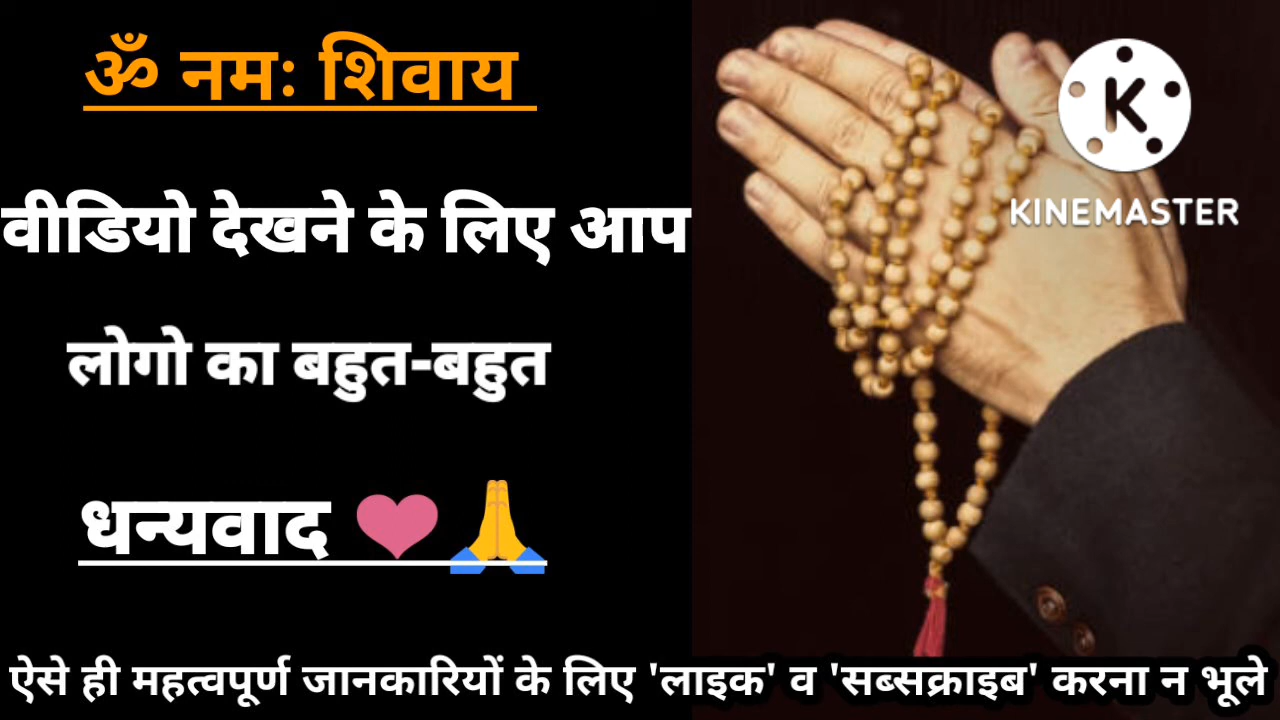 ॐ नमः शिवाय
वीडियो देखने के लिए आप
लोगो का बहुत-बहुत
धन्यवाद ❤🙏
K
KINEMASTER
ऐसे ही महत्वपूर्ण जानकारियों के लिए 'लाइक' व 'सब्सक्राइब' करना न भूले